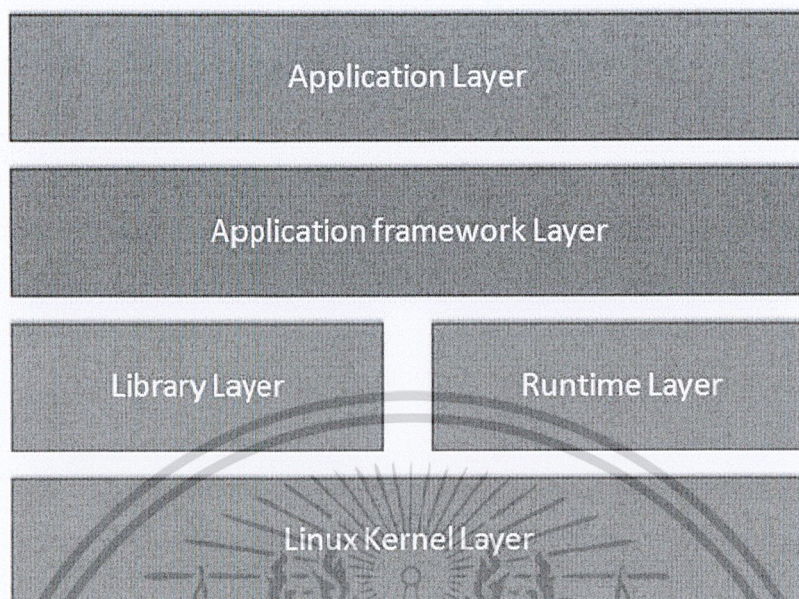 Application Layer
Application framework Layer
Library Layer
Runtime Layer
Linux Kernel Layer